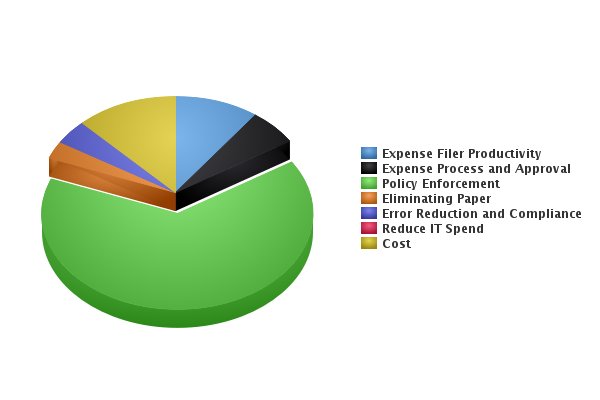 Expense Filer Productivity
Expense Process and Approval
Policy Enforcement
Eliminating Paper
Error Reduction and Compliance
Reduce IT Spend
Cost